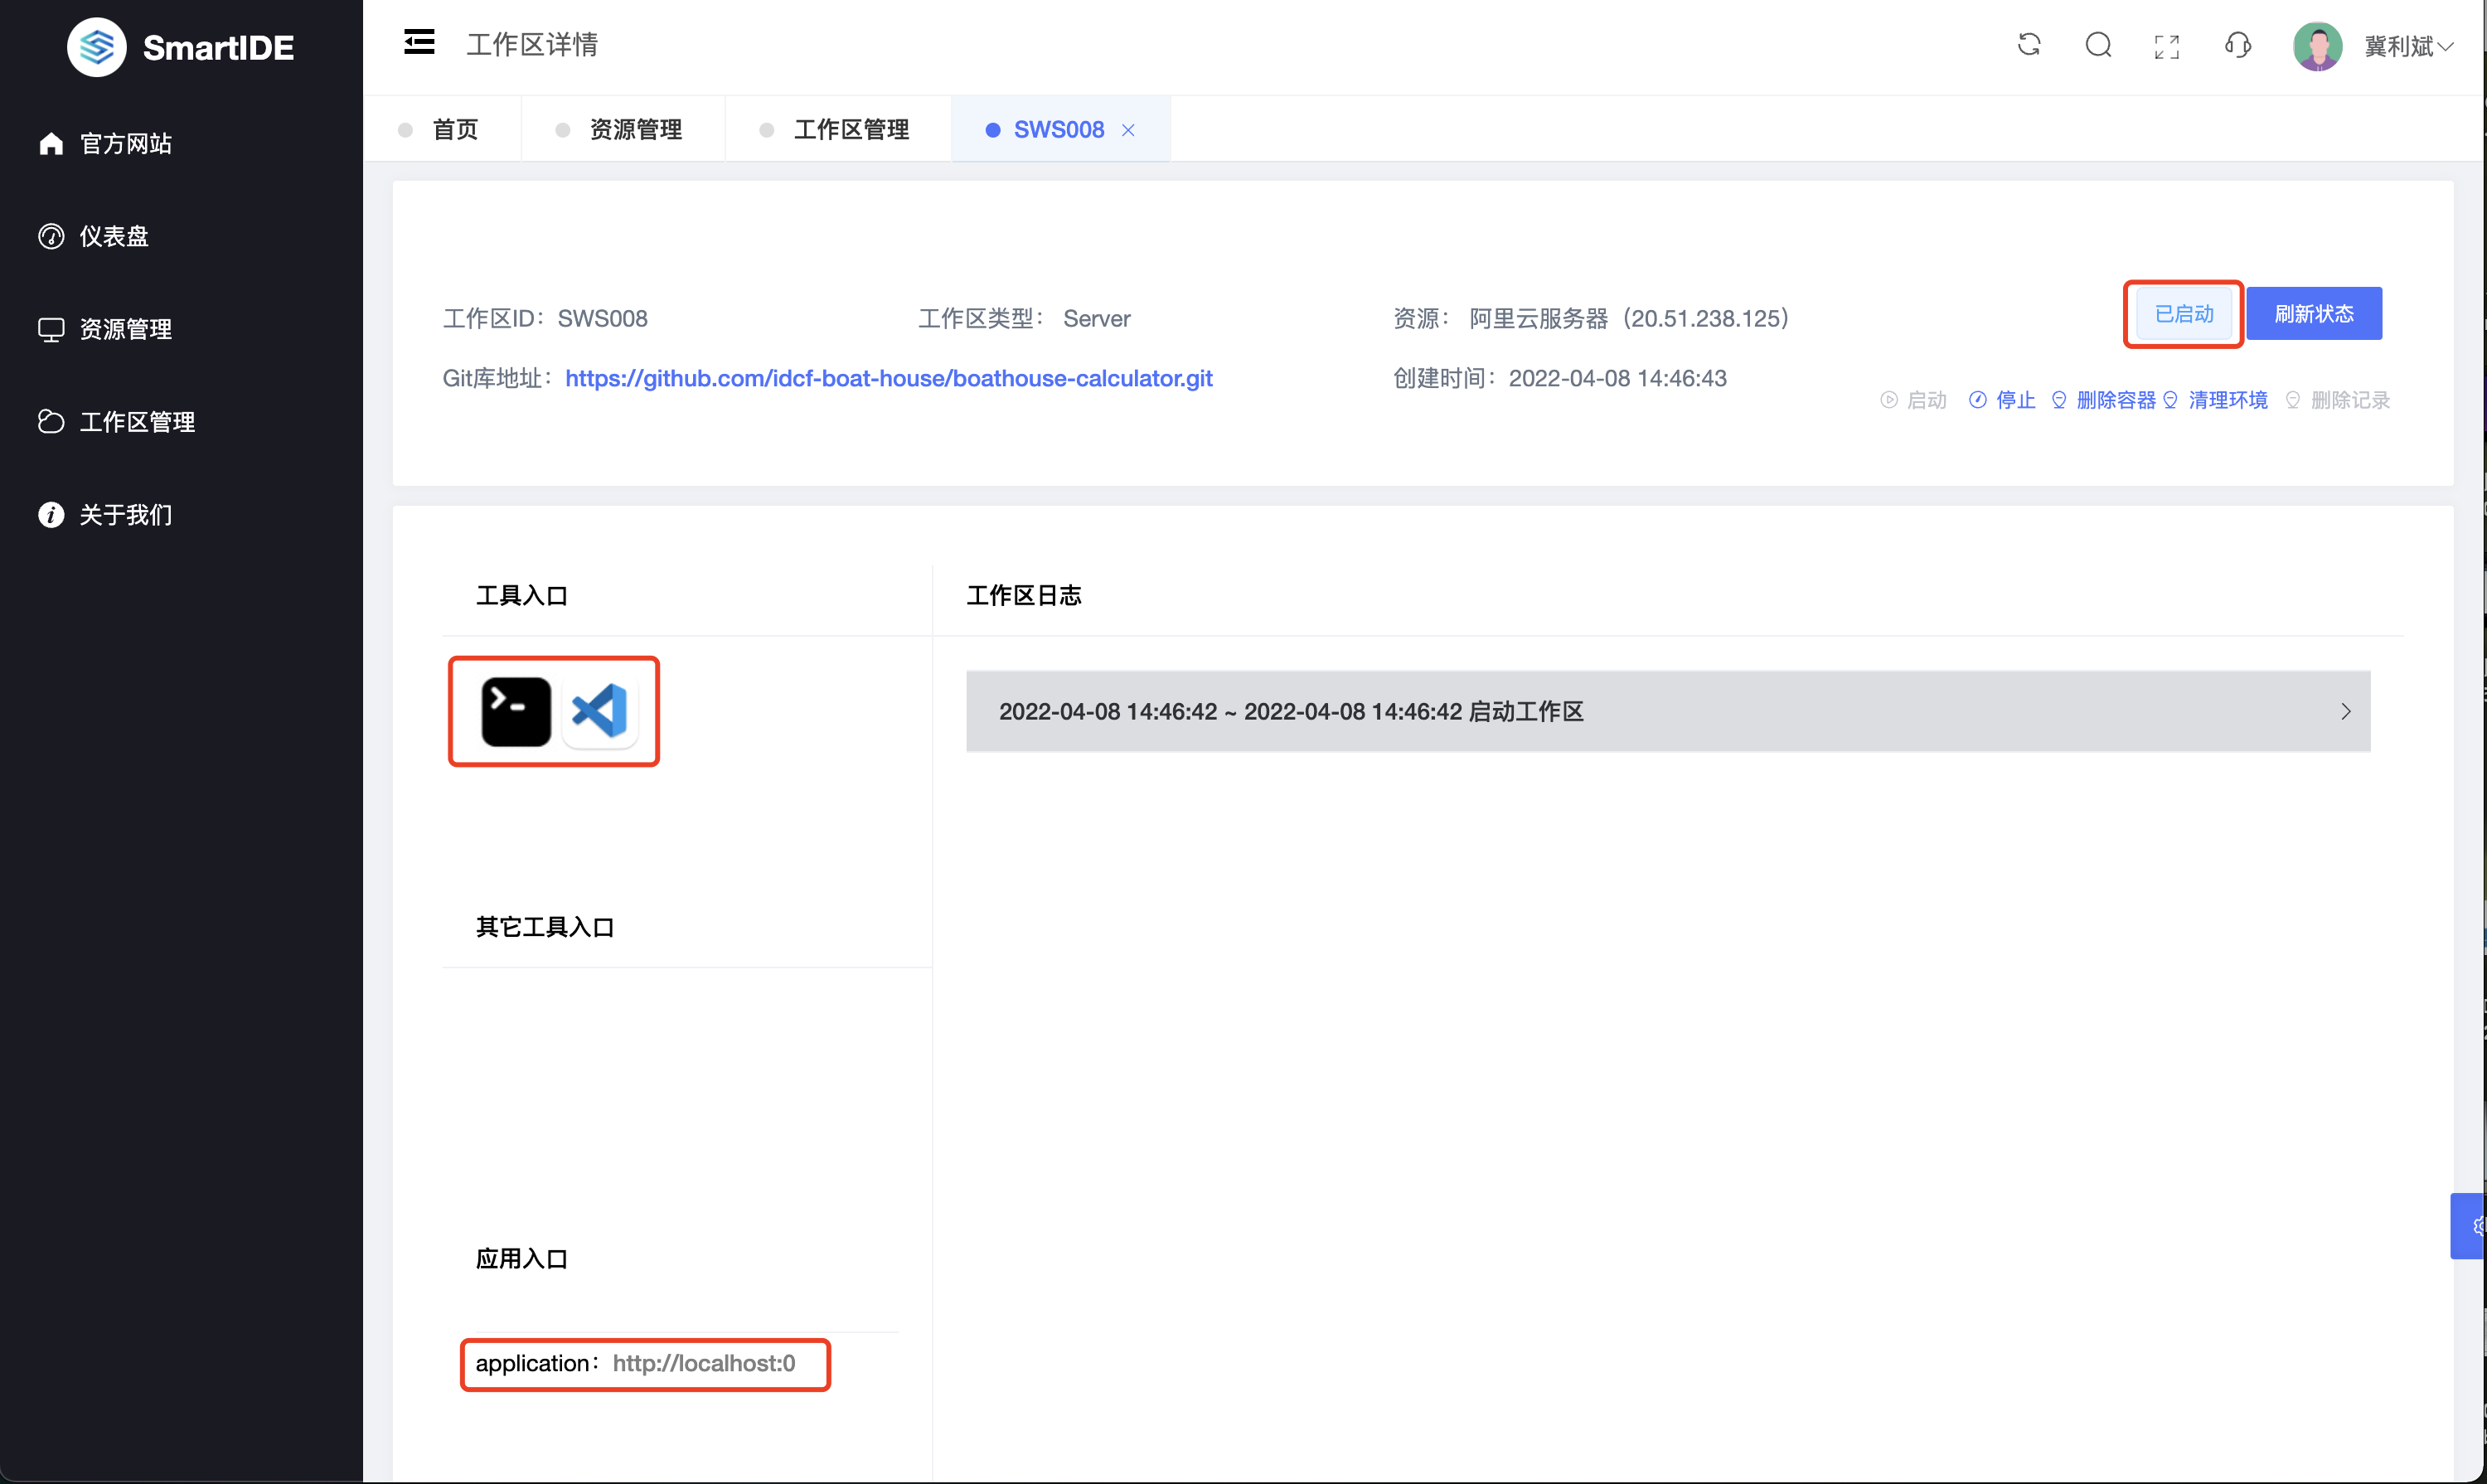 SmartIDE
工作区详情
冀利斌
官方网站
仪表盘
资源管理
工作区管理
关于我们
首页
资源管理
工作区管理
SWS008
工作区ID：SWS008
工作区类型： Server
资源： 阿里云服务器（20.51.238.125）
已启动
刷新状态
Git库地址：https://github.com/idcf-boat-house/boathouse-calculator.git
创建时间：2022-04-08 14:46:43
启动 停止 删除容器 清理环境 删除记录
工具入口
工作区日志
2022-04-08 14:46:42 ~ 2022-04-08 14:46:42 启动工作区
其它工具入口
应用入口
application：http://localhost:0